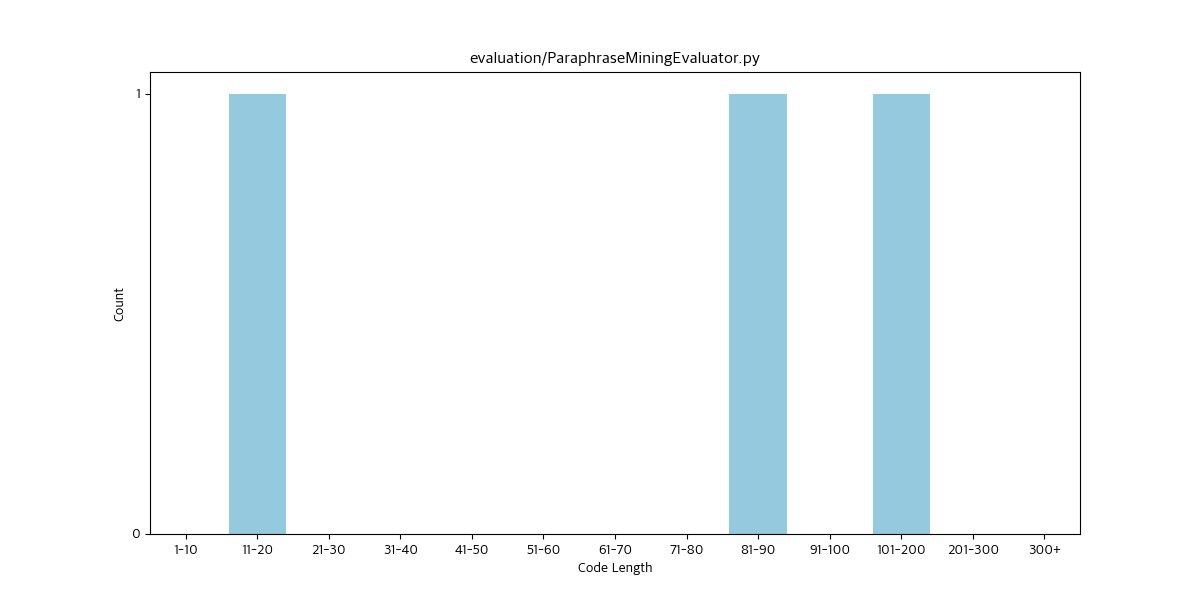 evaluation/ParaphraseMiningEvaluator.py
1
Count
0
1-10 11-20 21-30 31-40 41-50 51-60 61-70 71-80 81-90 91-100 101-200 201-300 300+
Code Length